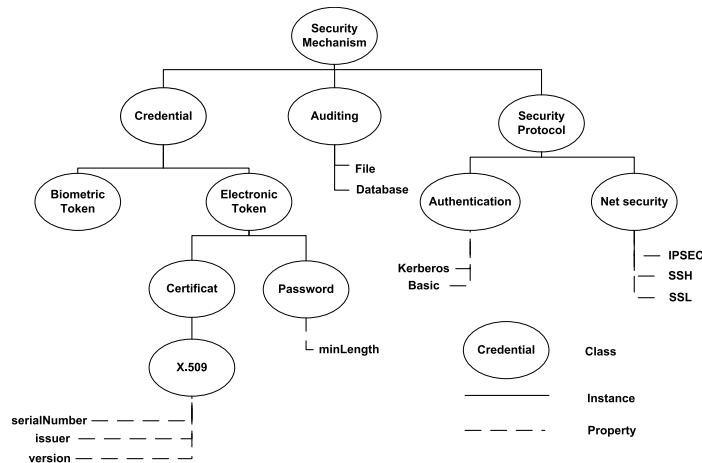 Security
Mechanism
Credential
Auditing
Security
Protocol
File
Database
Biometric
Token
Electronic
Token
Authentication
Net security
Kerberos
Basic
IPSEC
SSH
SSL
Certificat
Password
minLength
X.509
serialNumber
issuer
version
Credential
Class
Instance
Property